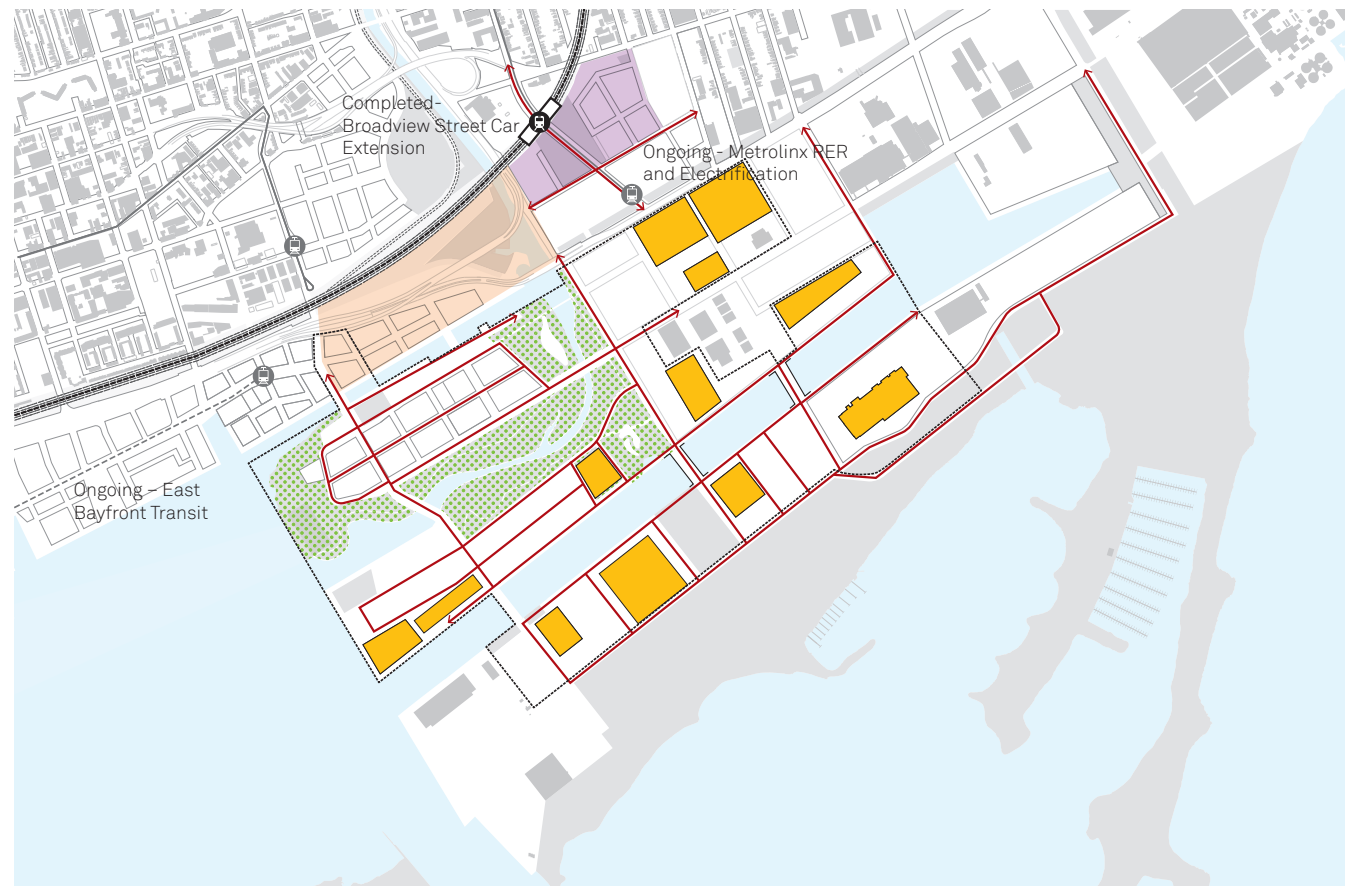 Completed-
Broadview Street Car
Extension
Ongoing - Metrolinx RER
and Electrification
Ongoing – East
Bayfront Transit